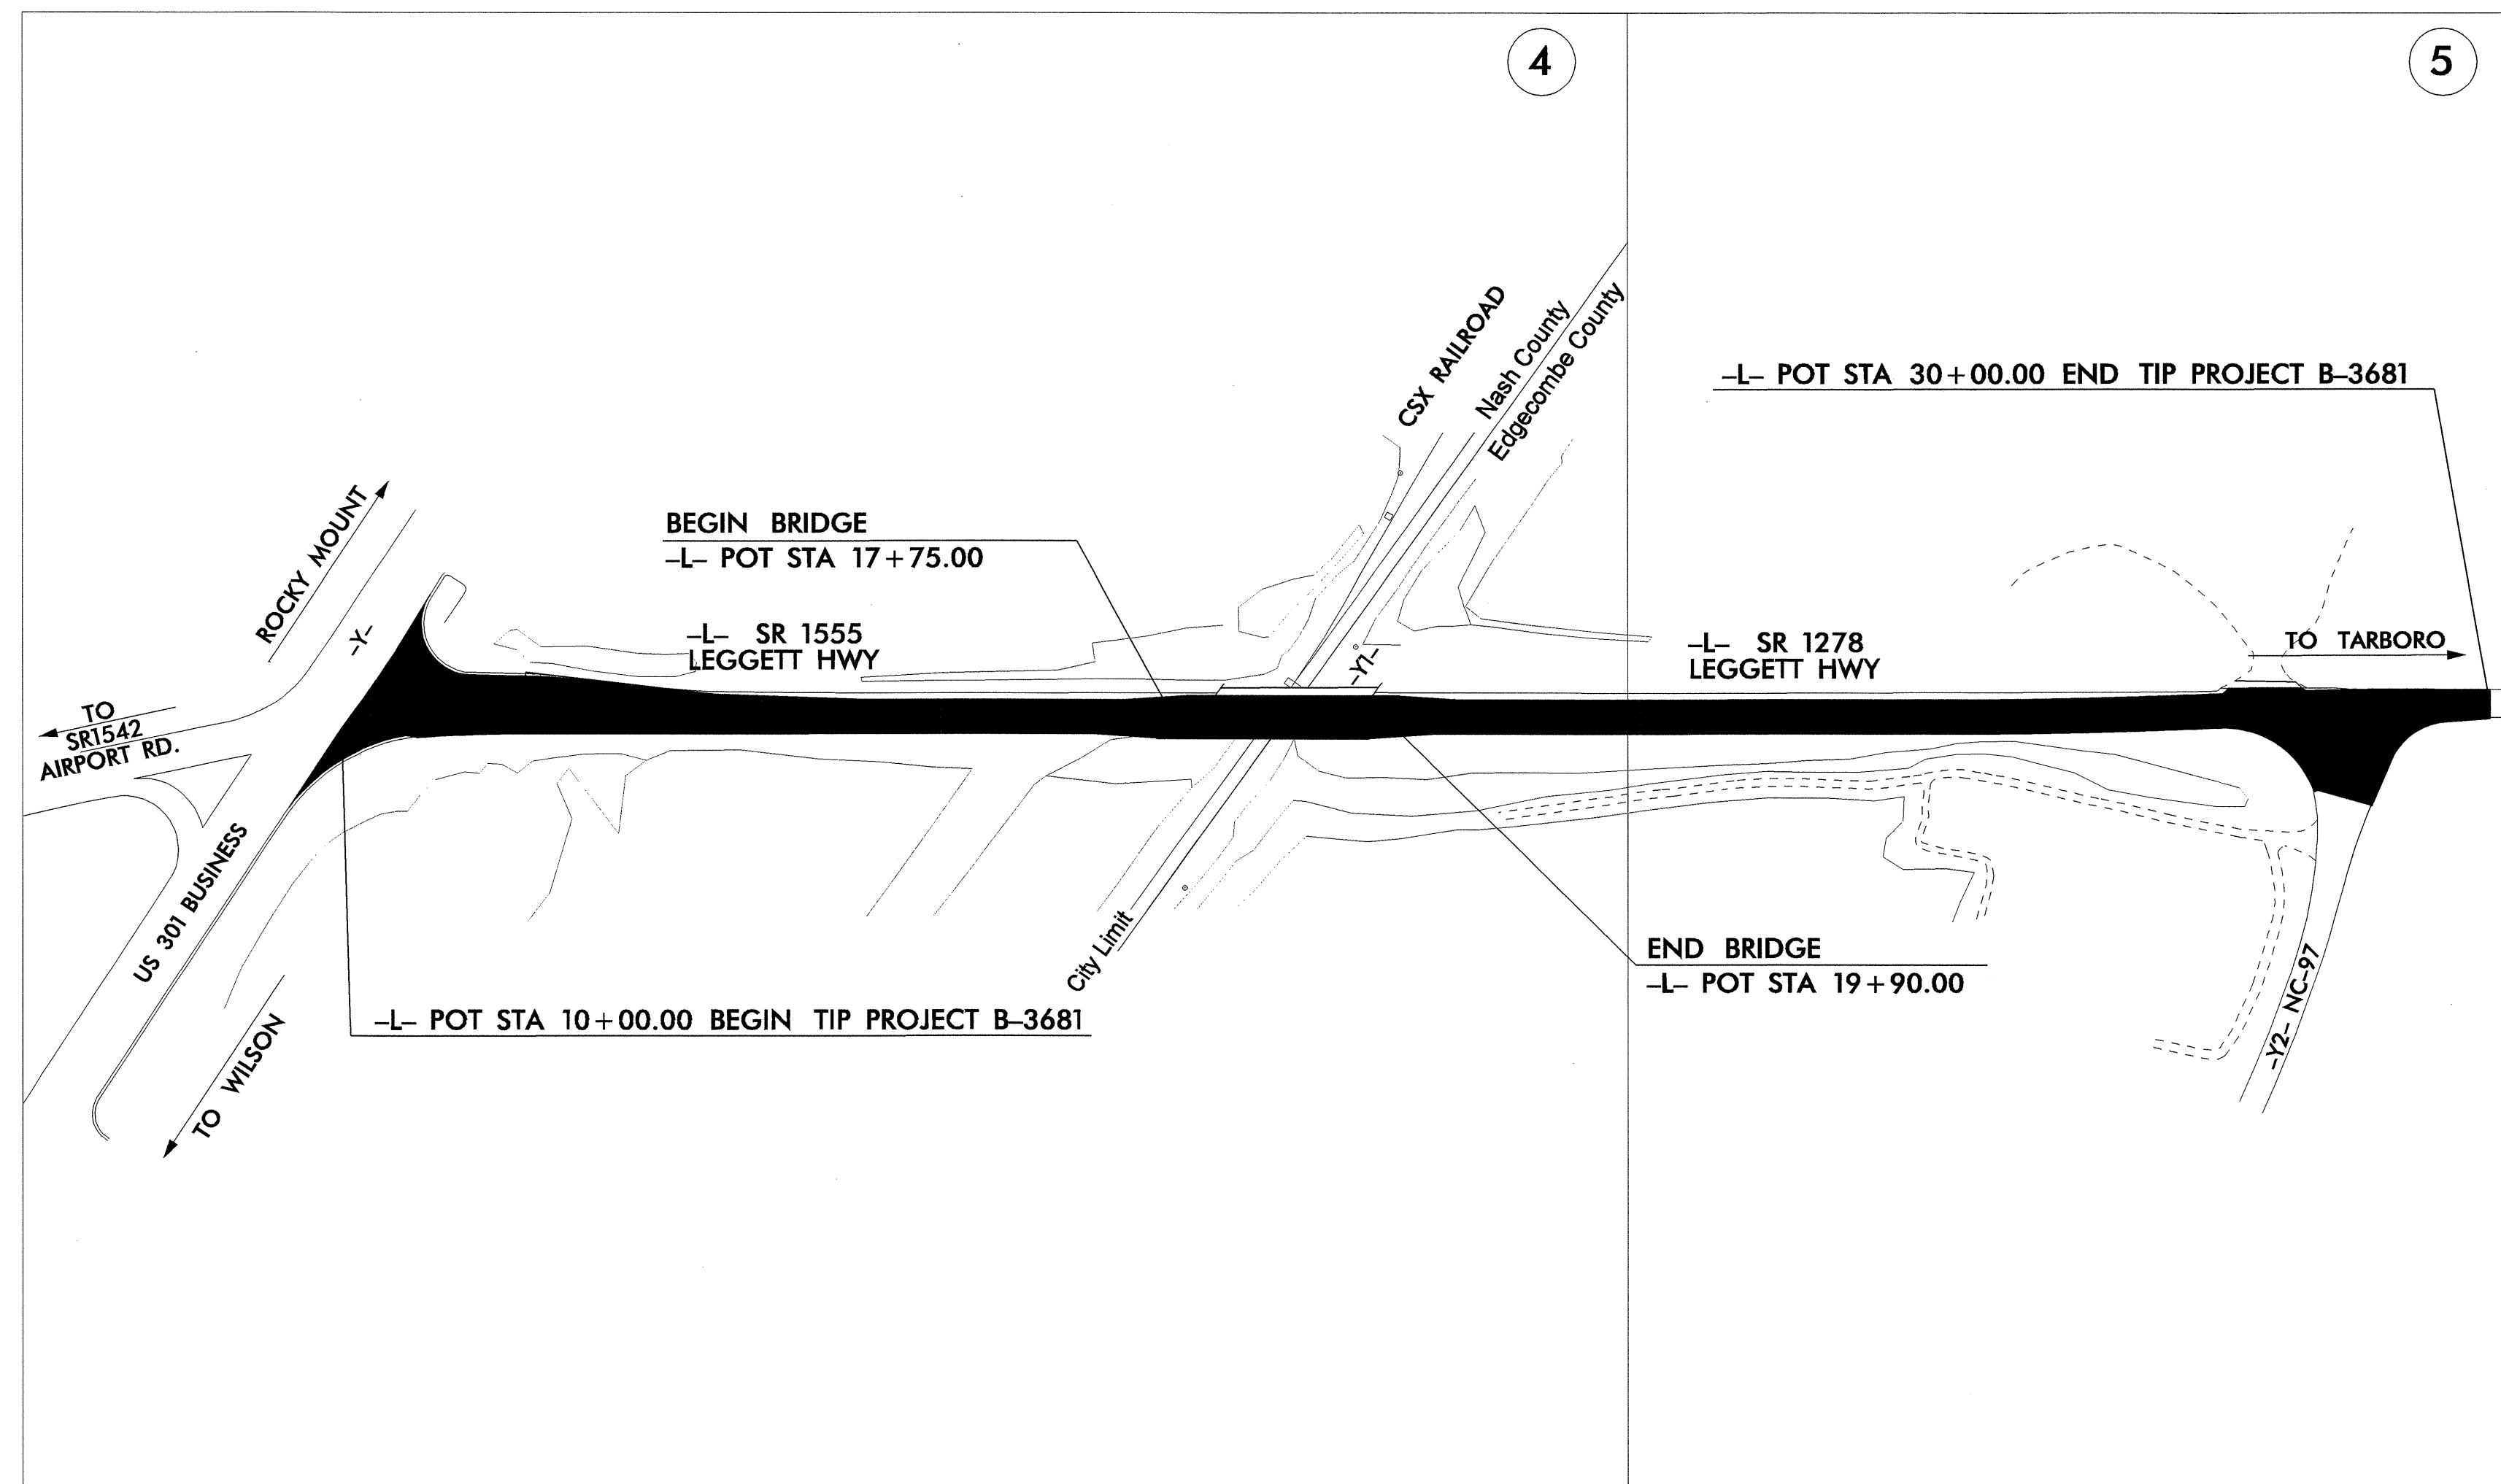 4
5
CSX RAILROAD
Nash County
Edgecombe County
-L- POT STA 30+00.00 END TIP PROJECT B-3681
ROCKY MOUNT
BEGIN BRIDGE
-L- POT STA 17+75.00
-Y-
-L- SR 1555
LEGGETT HWY
-Y1-
-L- SR 1278
LEGGETT HWY
TO TARBORO
TO
SR1542
AIRPORT RD.
US 301 BUSINESS
City Limit
END BRIDGE
-L- POT STA 19+90.00
-Y2- NC-97
-L- POT STA 10+00.00 BEGIN TIP PROJECT B-3681
TO WILSON